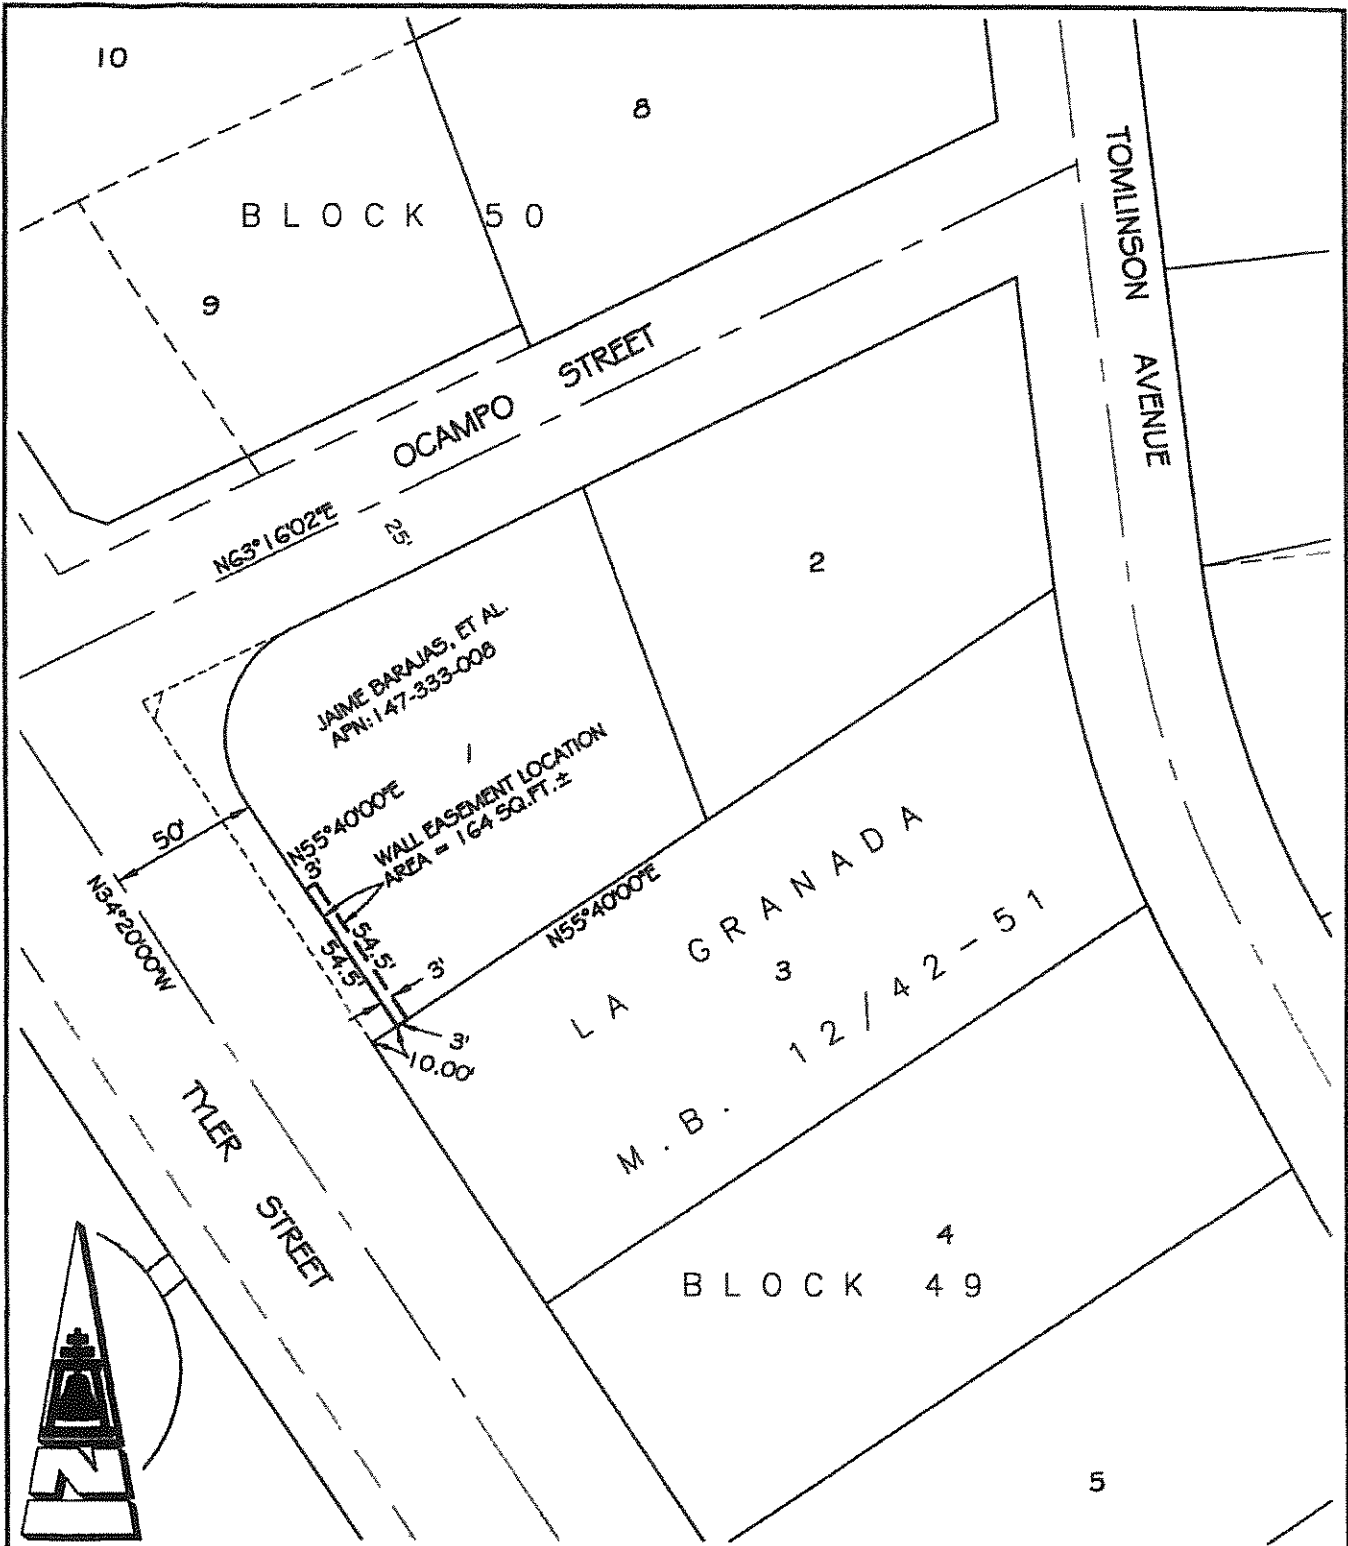 10
8
BLOCK 50
9
TOMLINSON AVENUE
OCAMPO STREET
N63°16'02"E
25'
2
JAIME BARAJAS, ET AL.
APN:147-333-008
1
WALL EASEMENT LOCATION
AREA = 164 SQ.FT.±
N55°40'00"E
3'
50'
N34°20'00"W
54.5'
54.5'
3'
3'
10.00'
N55°40'00"E
LA GRANADA
3
M.B. 12/42-51
TYLER STREET
4
BLOCK 49
5
N